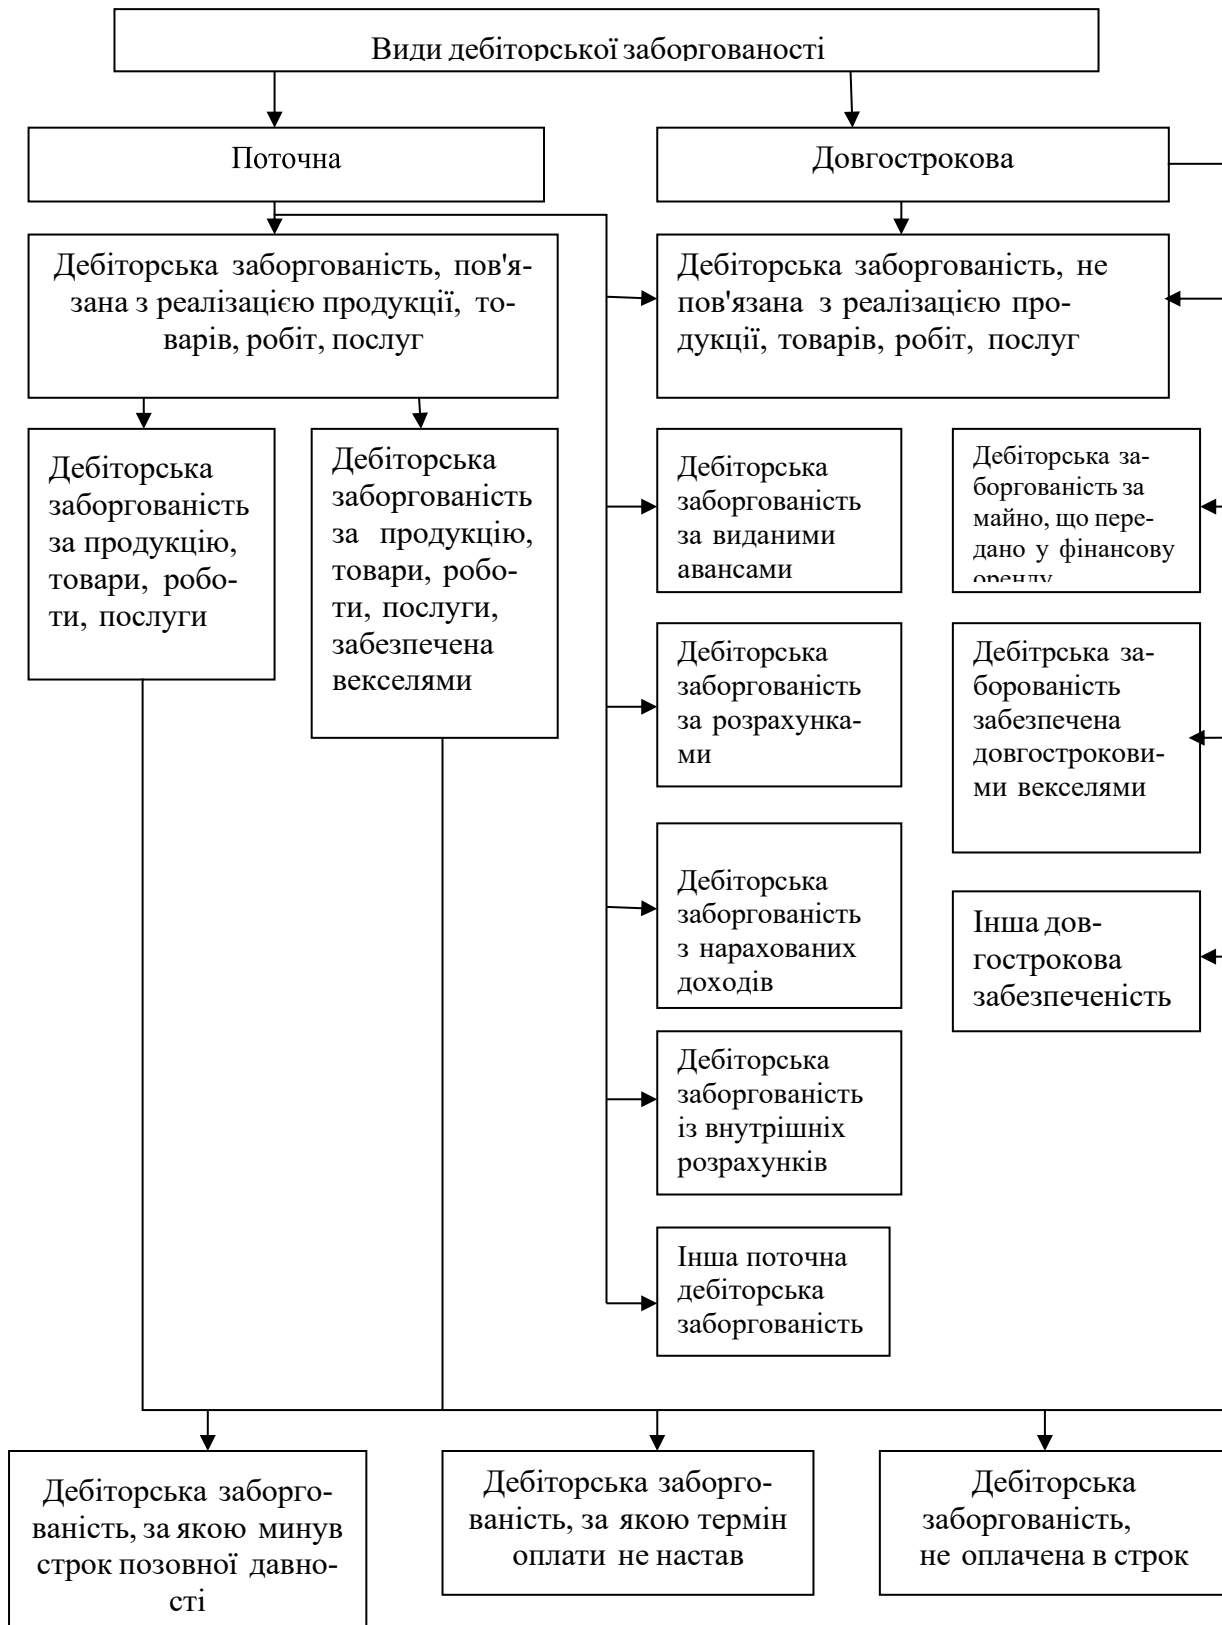 Види дебіторської заборгованості
Поточна
Довгострокова
Дебіторська заборгованість, пов'я-
зана з реалізацією продукції, то-
варів, робіт, послуг
Дебіторська заборгованість, не
пов'язана з реалізацією про-
дукції, товарів, робіт, послуг
Дебіторська
заборгованість
за продукцію,
товари, робо-
ти, послуги
Дебіторська
заборгованість
за продукцію,
товари, робо-
ти, послуги,
забезпечена
векселями
Дебіторська
заборгованість
за виданими
авансами
Дебіторська за-
боргованість за
майно, що пере-
дано у фінансову
оренду
Дебіторська
заборгованість
за розрахунка-
ми
Дебітрська за-
борованість
забезпечена
довгострокови-
ми векселями
Дебіторська
заборгованість
з нарахованих
доходів
Інша дов-
гострокова
забезпеченість
Дебіторська
заборгованість
із внутрішніх
розрахунків
Інша поточна
дебіторська
заборгованість
Дебіторська заборго-
ваність, за якою минув
строк позовної давно-
сті
Дебіторська заборго-
ваність, за якою термін
оплати не настав
Дебіторська
заборгованість,
не оплачена в строк